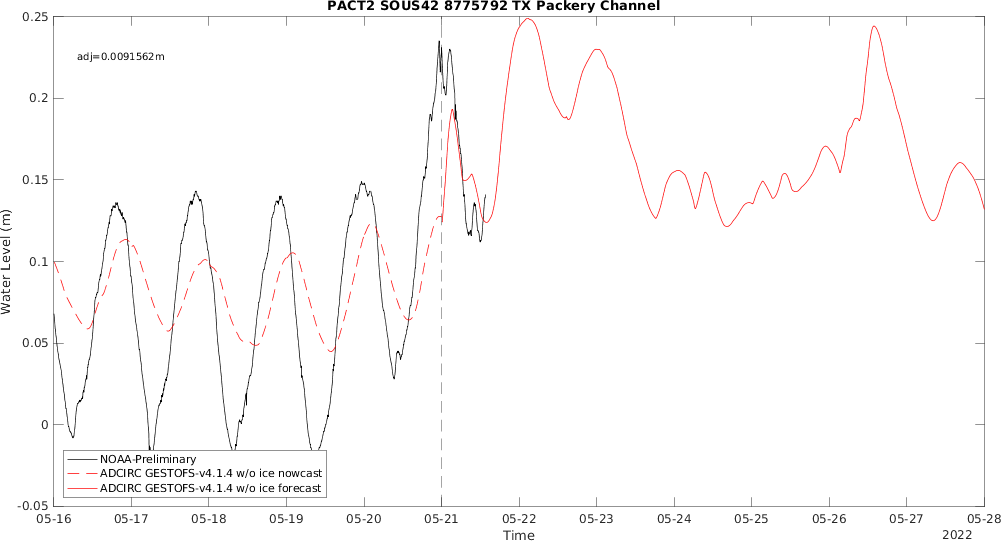 PACT2 SOUS42 8775792 TX Packery Channel
adj=0.0091562m
0.25
0.2
0.15
0.1
0.05
0
-0.05
Water Level (m)
NOAA-Preliminary
ADCIRC GESTOFS-v4.1.4 w/o ice nowcast
ADCIRC GESTOFS-v4.1.4 w/o ice forecast
05-16 05-17 05-18 05-19 05-20 05-21 05-22 05-23 05-24 05-25 05-26 05-27 05-28
Time
2022